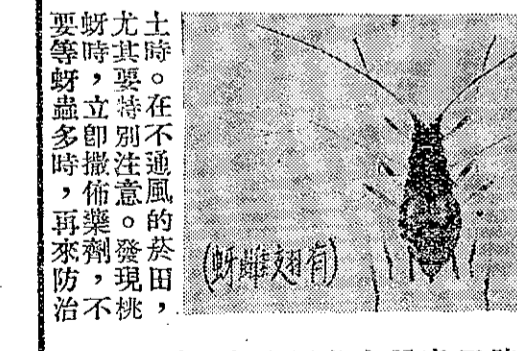 土時。在不通風的菸田，
尤其要特別注意。發現桃
蚜時，立卽撒佈藥劑，不
要等蚜蟲多時，再來防治
(有翅雌蚜)